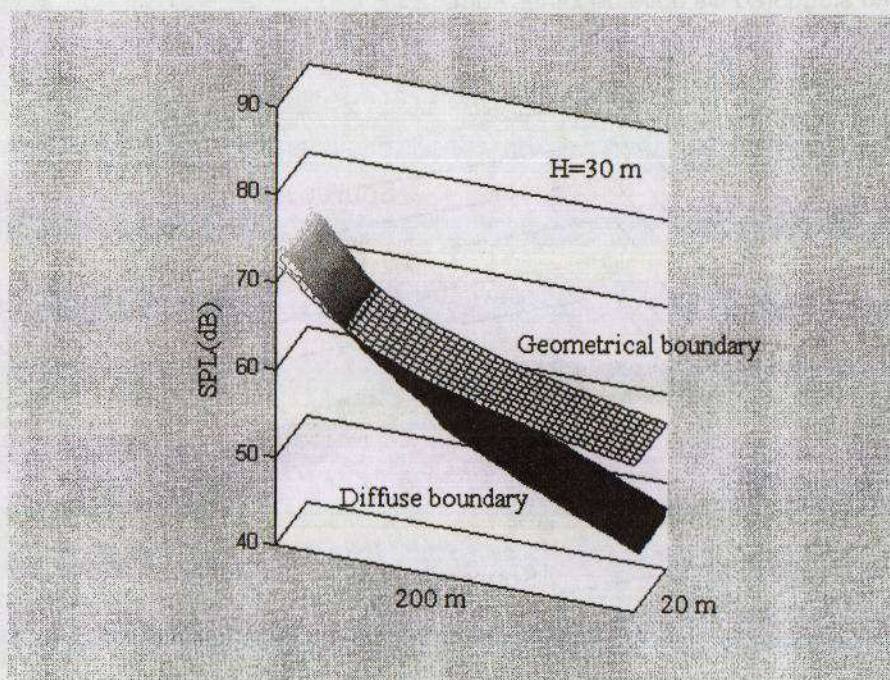 90
H=30 m
80
70
SPL(dB)
Geometrical boundary
60
50
Diffuse boundary
40
200 m
20 m